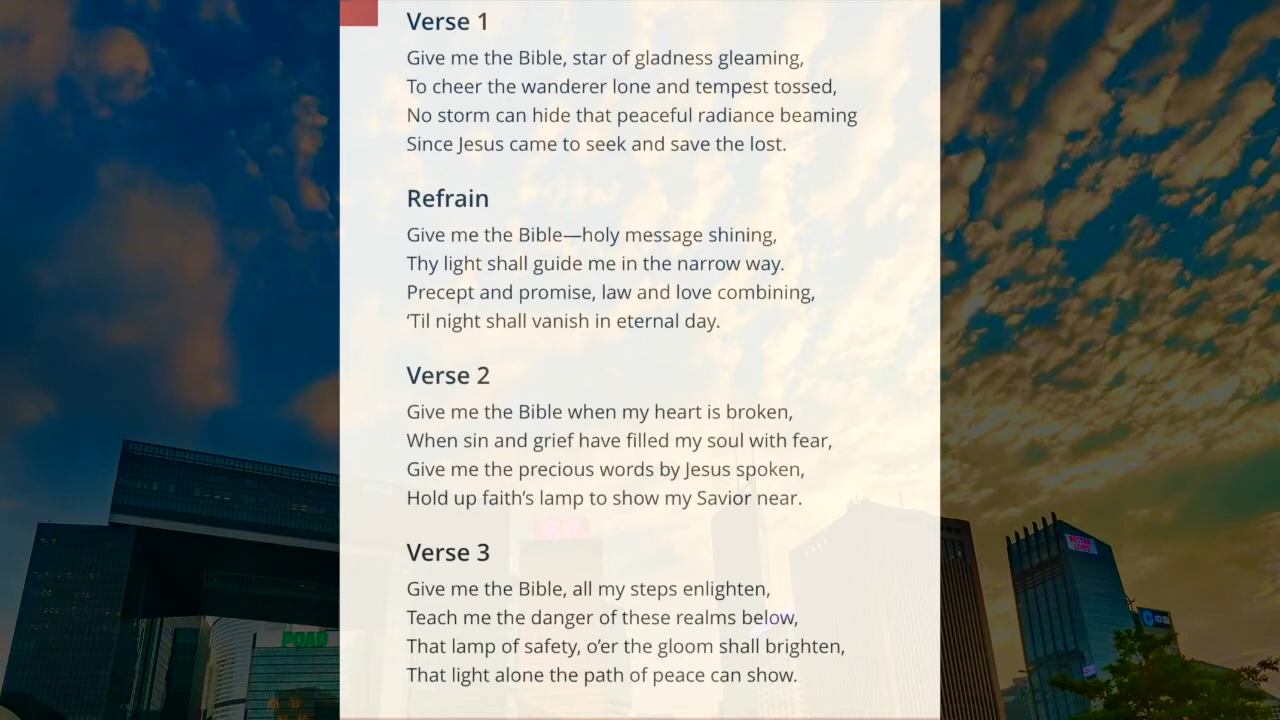 Verse 1
Give me the Bible, star of gladness gleaming,
To cheer the wanderer lone and tempest tossed,
No storm can hide that peaceful radiance beaming
Since Jesus came to seek and save the lost.
Refrain
Give me the Bible—holy message shining,
Thy light shall guide me in the narrow way.
Precept and promise, law and love combining,
‘Til night shall vanish in eternal day.
Verse 2
Give me the Bible when my heart is broken,
When sin and grief have filled my soul with fear,
Give me the precious words by Jesus spoken,
Hold up faith’s lamp to show my Savior near.
Verse 3
Give me the Bible, all my steps enlighten,
Teach me the danger of these realms below,
That lamp of safety, o’er the gloom shall brighten,
That light alone the path of peace can show.